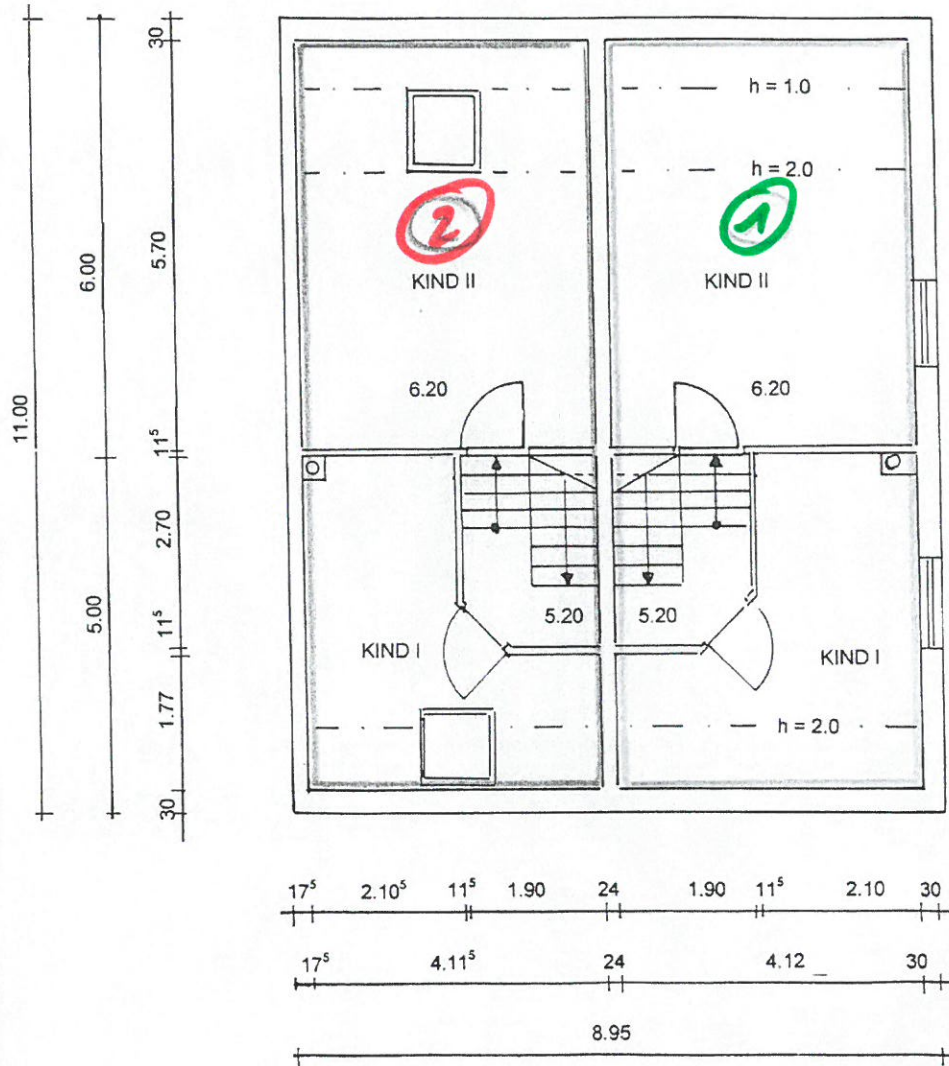 30
h = 1.0
h = 2.0
2
1
KIND II
KIND II
5.70
6.00
6.20
6.20
11.00
11⁵
2.70
5.00
11⁵
5.20
5.20
KIND I
KIND I
1.77
h = 2.0
30
17⁵ 2.10⁵ 11⁵ 1.90 24 1.90 11⁵ 2.10 30
17⁵ 4.11⁵ 24 4.12 30
8.95